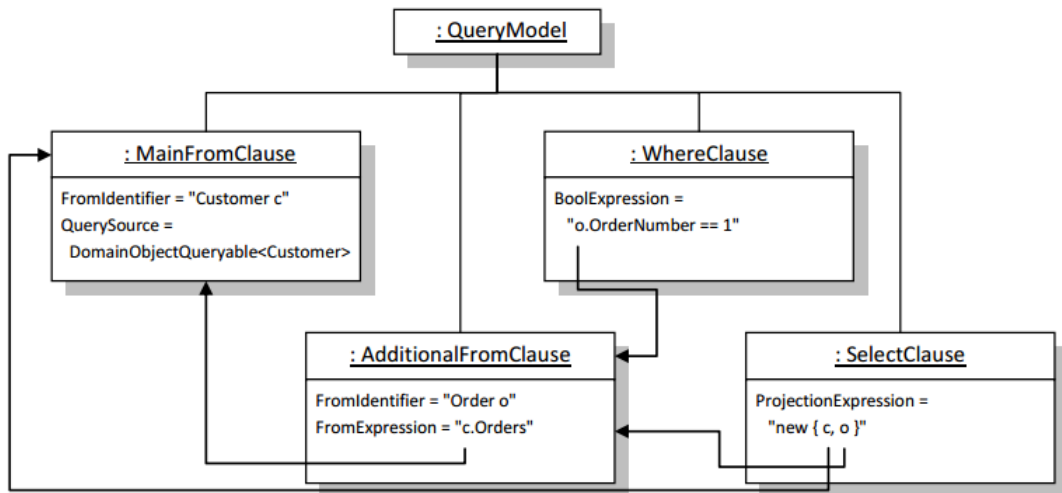 : QueryModel
: MainFromClause
FromIdentifier = "Customer c"
QuerySource =
DomainObjectQueryable<Customer>
: WhereClause
BoolExpression =
"o.OrderNumber == 1"
: AdditionalFromClause
FromIdentifier = "Order o"
FromExpression = "c.Orders"
: SelectClause
ProjectionExpression =
"new { c, o }"